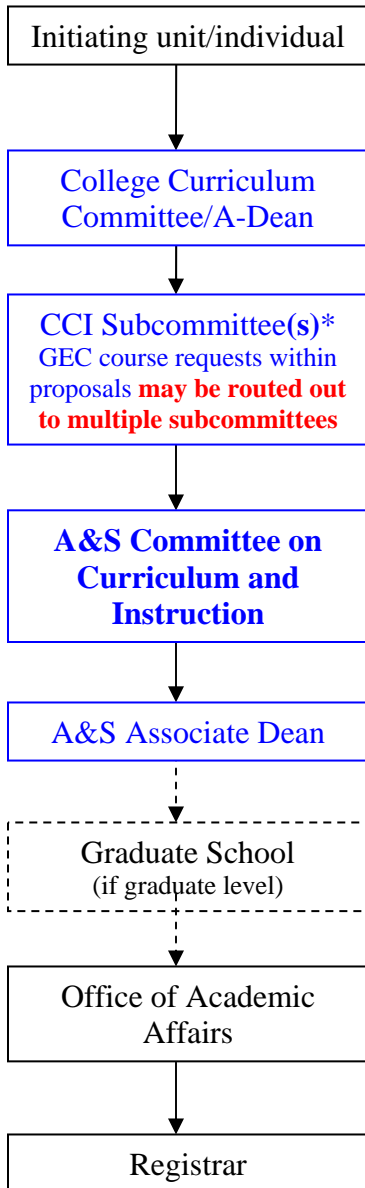 Initiating unit/individual
College Curriculum
Committee/A-Dean
CCI Subcommittee(s)*
GEC course requests within
proposals may be routed out
to multiple subcommittees
A&S Committee on
Curriculum and
Instruction
A&S Associate Dean
Graduate School
(if graduate level)
Office of Academic
Affairs
Registrar